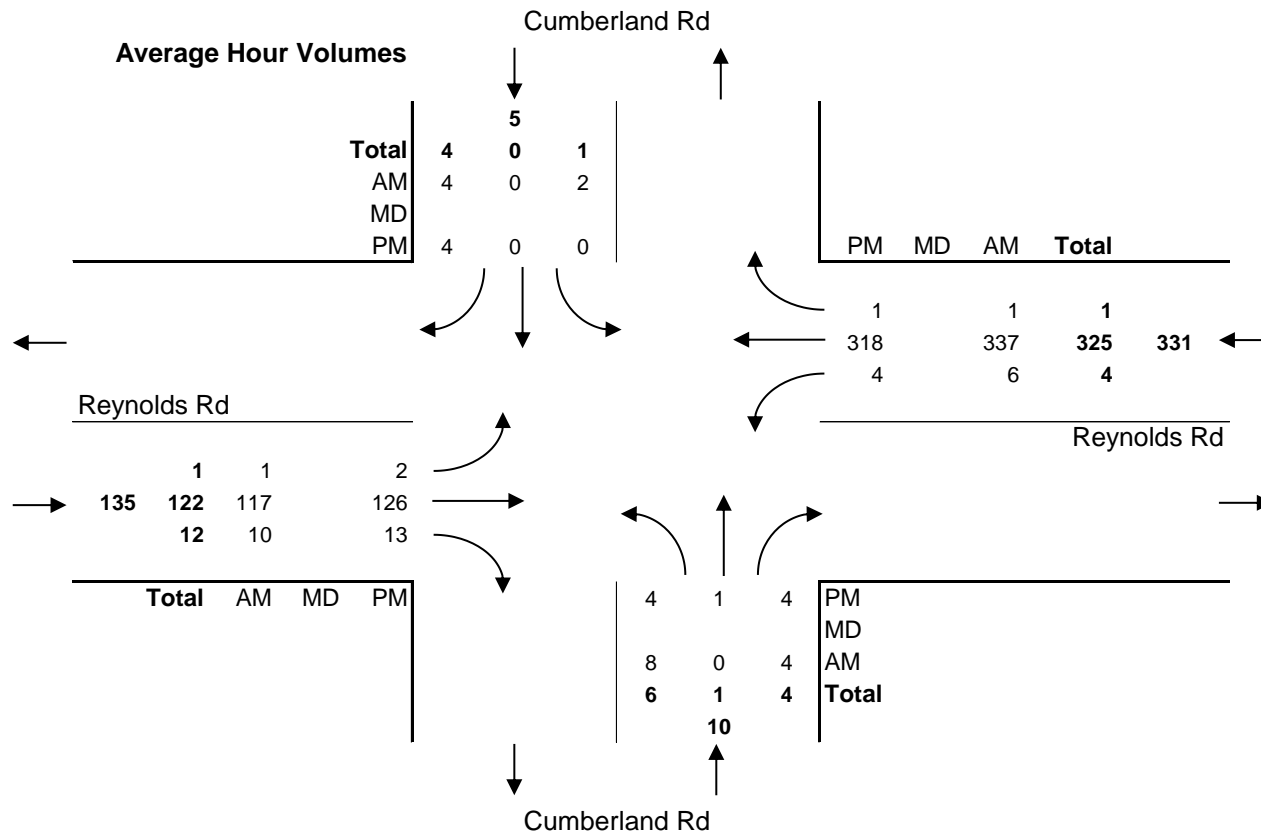 Cumberland Rd
Average Hour Volumes
5
Total 4 0 1
AM 4 0 2
MD
PM 4 0 0
PM MD AM Total
1 1 1
318 337 325 331
4 6 4
Reynolds Rd
Reynolds Rd
1 1 2
135 122 117 126
12 10 13
Total AM MD PM
4 1 4 PM
MD
8 0 4 AM
6 1 4 Total
10
Cumberland Rd